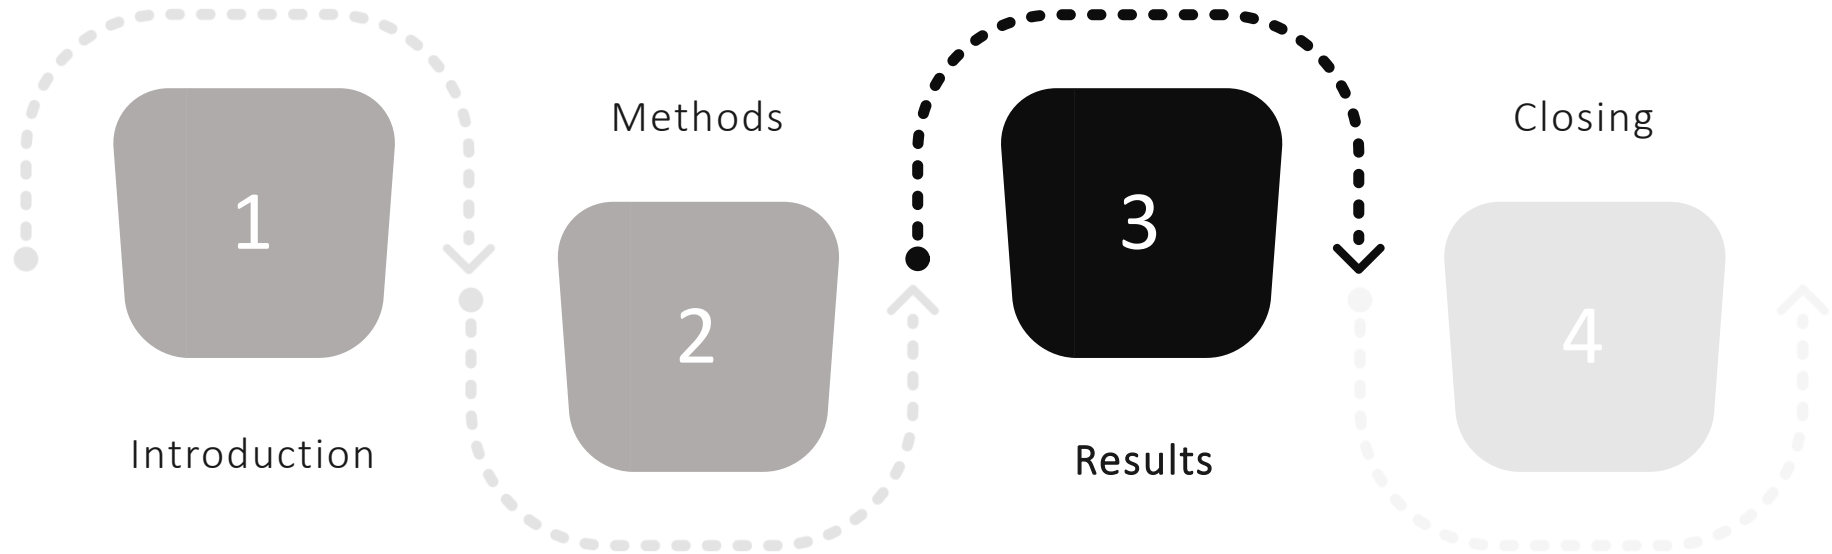 1
Introduction
Methods
2
3
Results
Closing
4